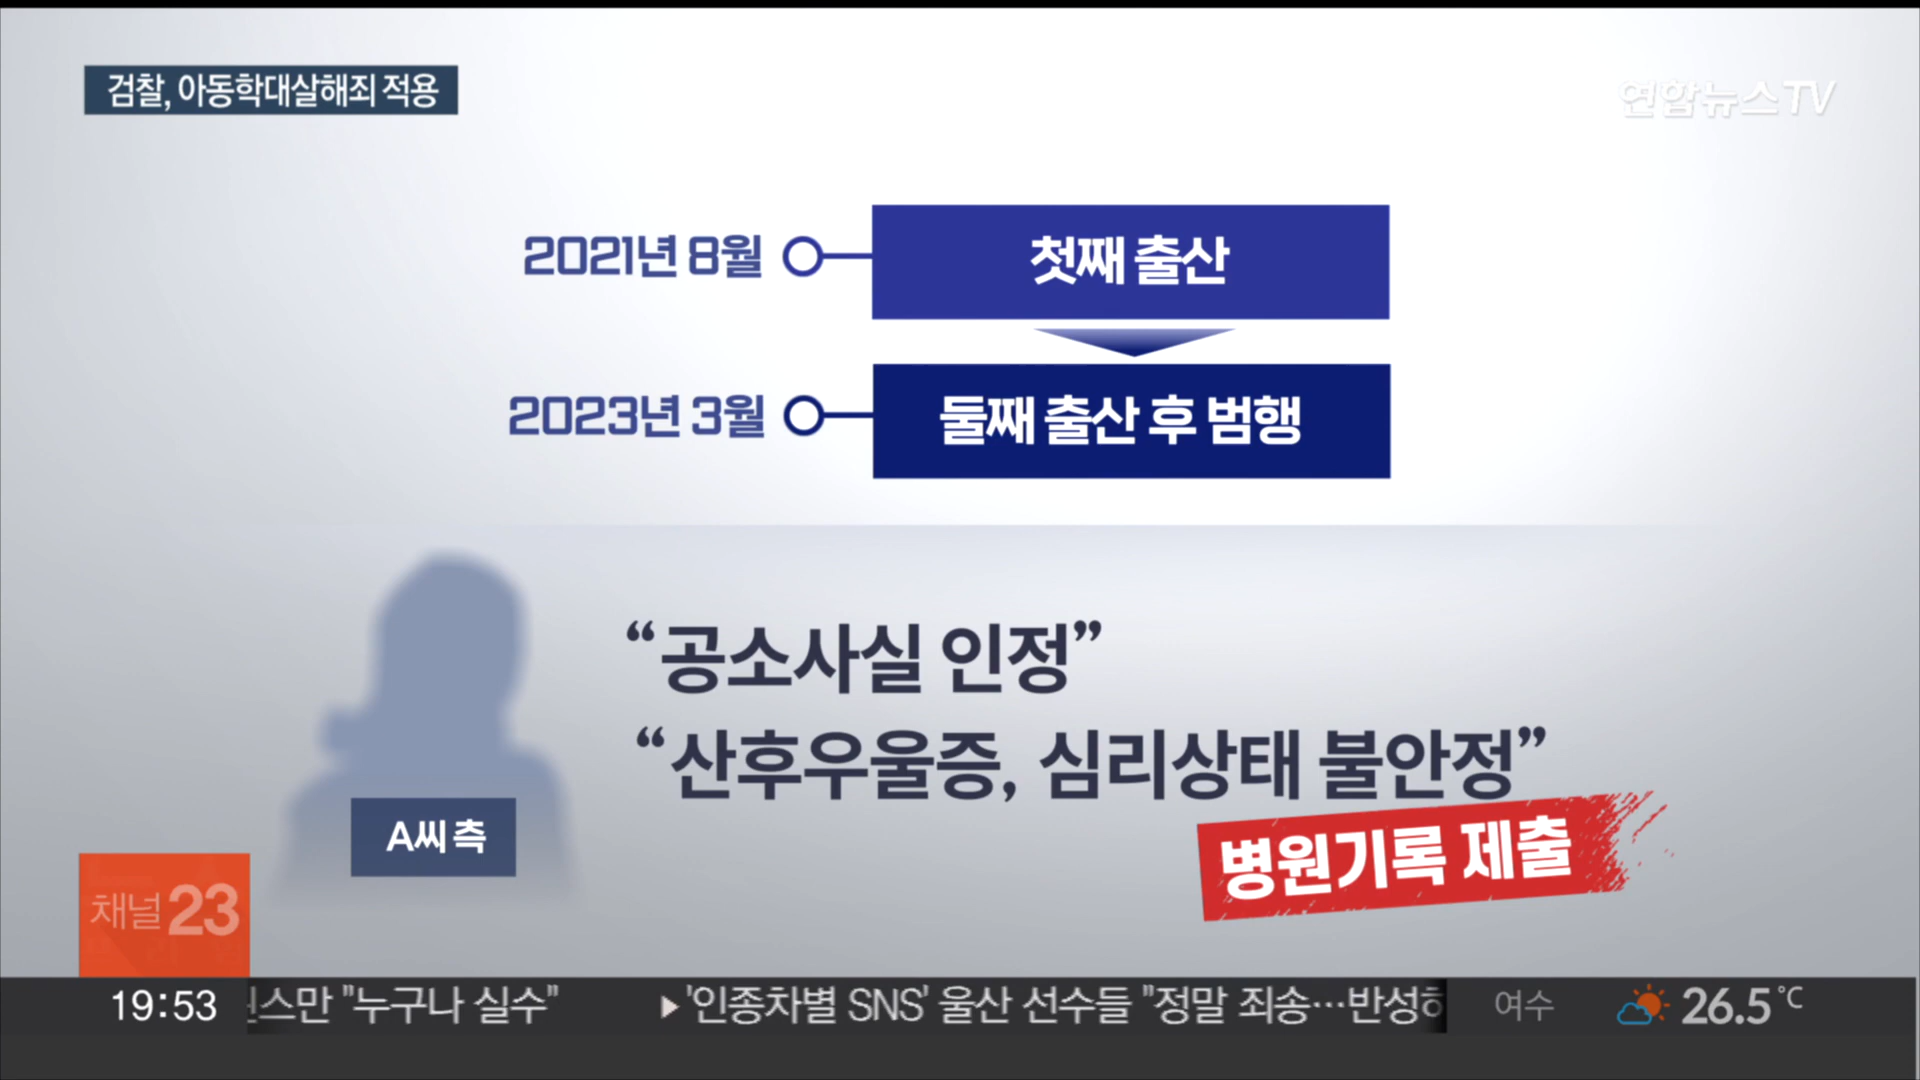 검찰, 아동학대살해죄 적용
연합뉴스TV
2021년 8월
첫째 출산
2023년 3월
둘째 출산 후 범행
“공소사실 인정”
“산후우울증, 심리상태 불안정”
A씨 측
병원기록 제출
채널 23
19:53
스만 "누구나 실수"
▶'인종차별 SNS' 울산 선수들 "정말 죄송…반성
여수
26.5℃